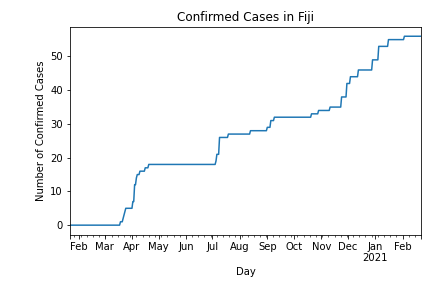 Confirmed Cases in Fiji
Number of Confirmed Cases
50
40
30
20
10
0
Feb Mar Apr May Jun Jul Aug Sep Oct Nov Dec Jan Feb
2021
Day